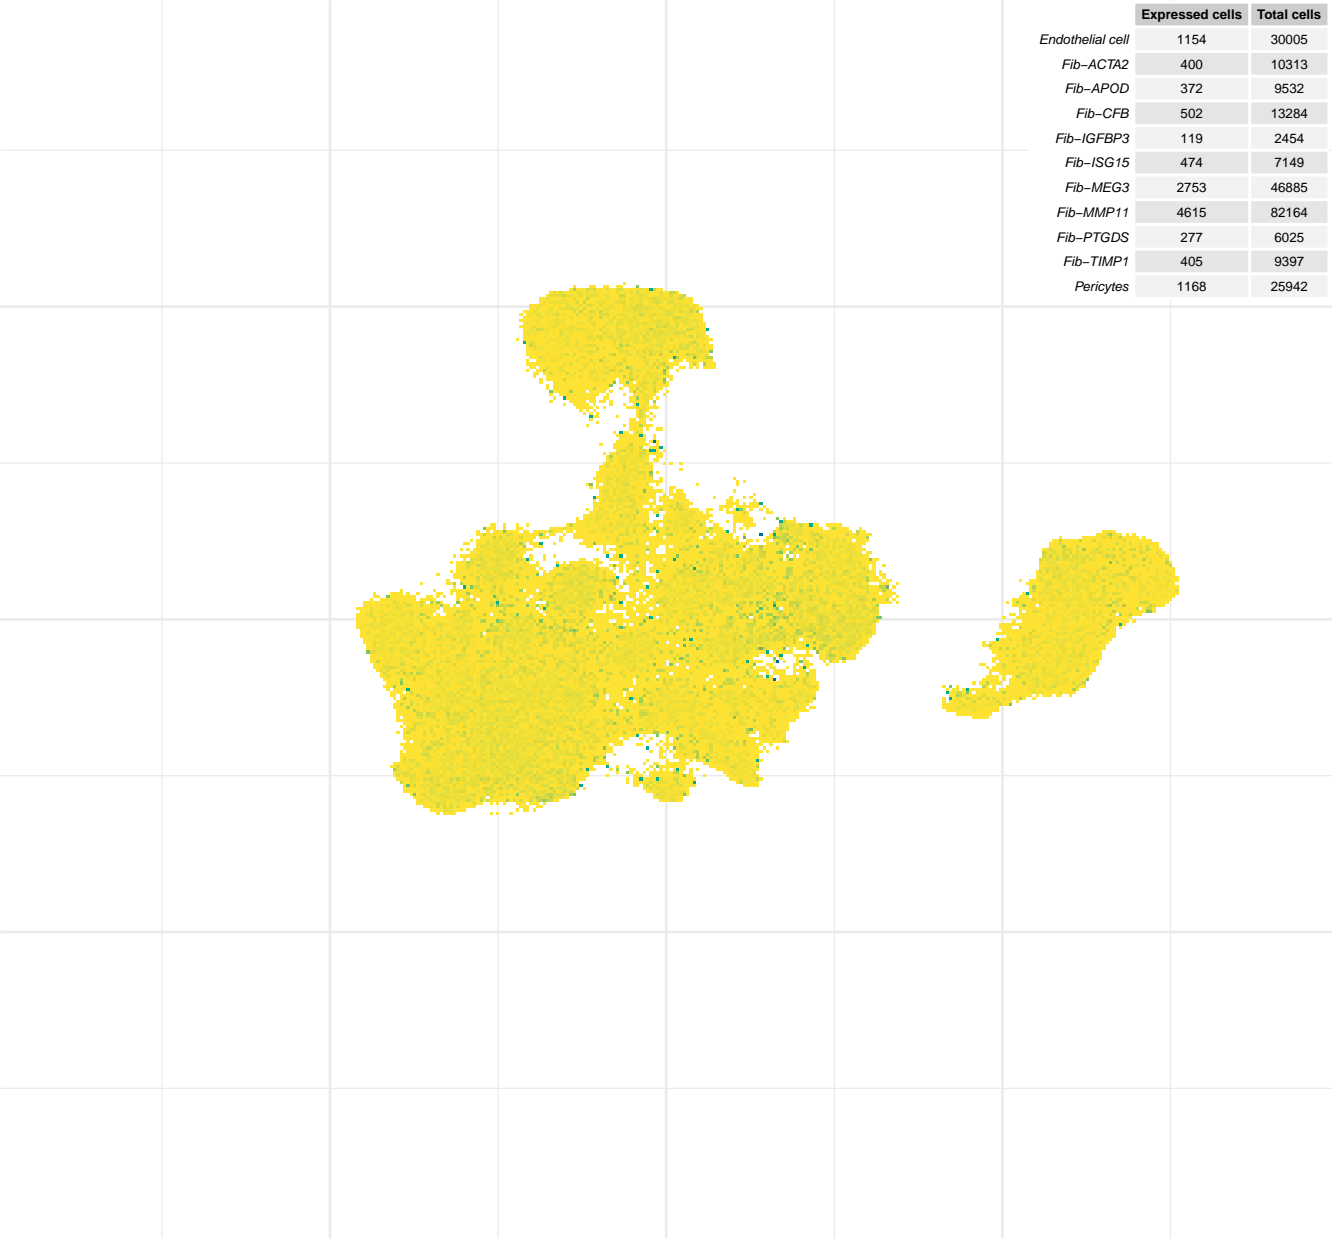 Expressed cells Total cells
Endothelial cell 1154 30005
Fib−ACTA2 400 10313
Fib−APOD 372 9532
Fib−CFB 502 13284
Fib−IGFBP3 119 2454
Fib−ISG15 474 7149
Fib−MEG3 2753 46885
Fib−MMP11 4615 82164
Fib−PTGDS 277 6025
Fib−TIMP1 405 9397
Pericytes 1168 25942